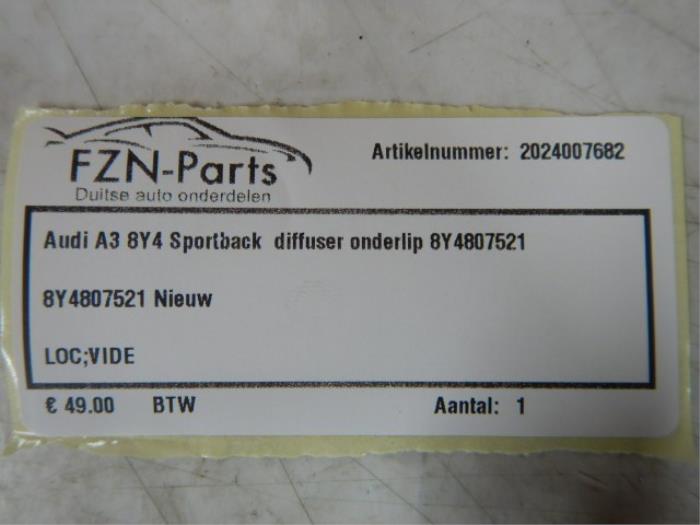 FZN-Parts
Duitse auto onderdelen
Artikelnummer: 2024007682
Audi A3 8Y4 Sportback diffuser onderlip 8Y4807521
8Y4807521 Nieuw
LOC;VIDE
€ 49.00 BTW Aantal: 1